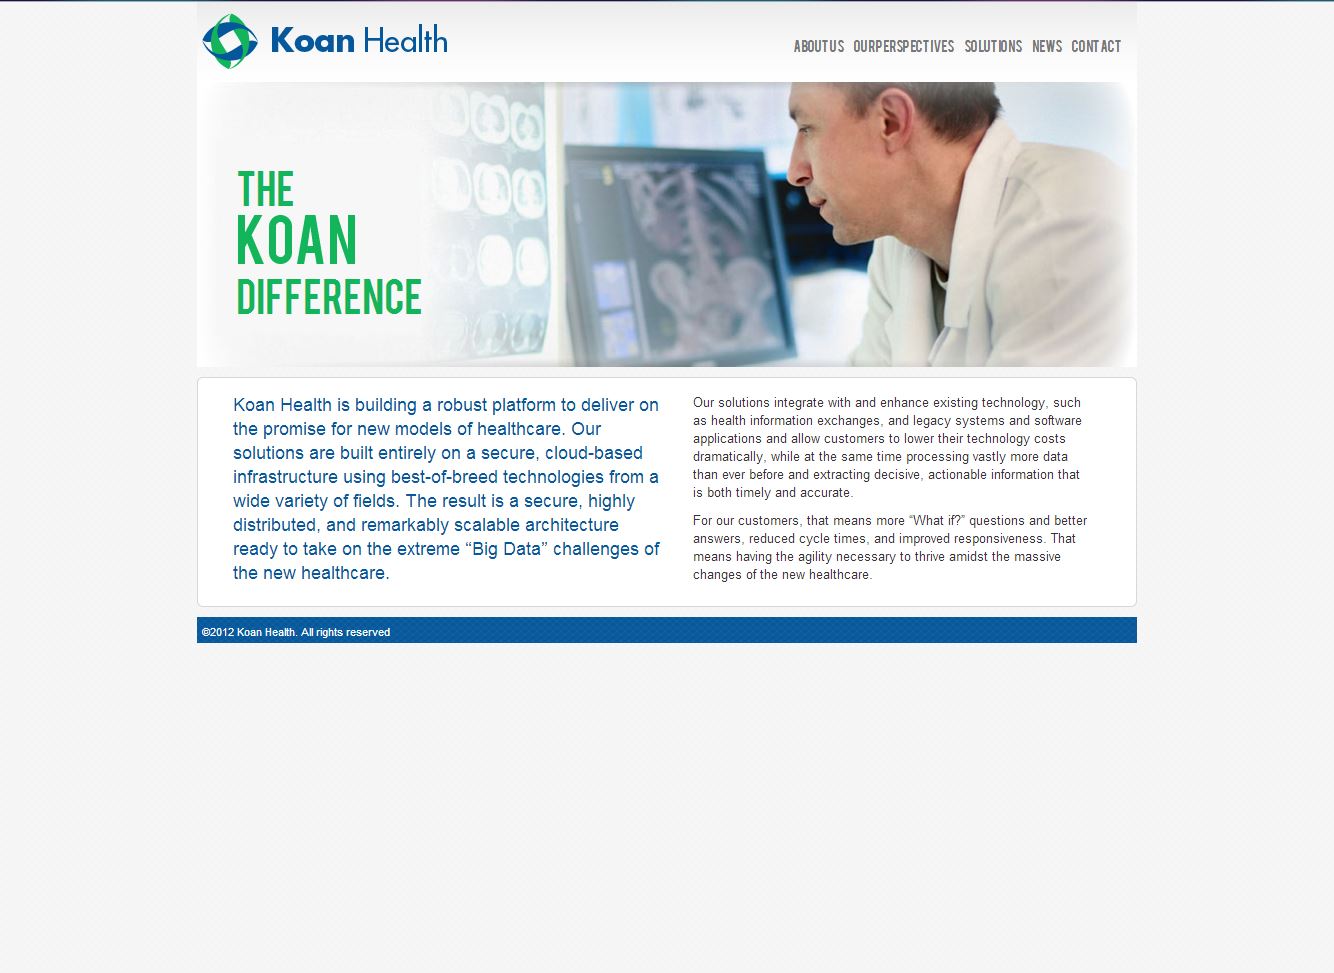 Koan Health
ABOUT US OUR PERSPECTIVES SOLUTIONS NEWS CONTACT
THE
KOAN
DIFFERENCE
Koan Health is building a robust platform to deliver on
the promise for new models of healthcare. Our
solutions are built entirely on a secure, cloud-based
infrastructure using best-of-breed technologies from a
wide variety of fields. The result is a secure, highly
distributed, and remarkably scalable architecture
ready to take on the extreme “Big Data” challenges of
the new healthcare.
Our solutions integrate with and enhance existing technology, such
as health information exchanges, and legacy systems and software
applications and allow customers to lower their technology costs
dramatically, while at the same time processing vastly more data
than ever before and extracting decisive, actionable information that
is both timely and accurate.
For our customers, that means more “What if?” questions and better
answers, reduced cycle times, and improved responsiveness. That
means having the agility necessary to thrive amidst the massive
changes of the new healthcare.
©2012 Koan Health. All rights reserved